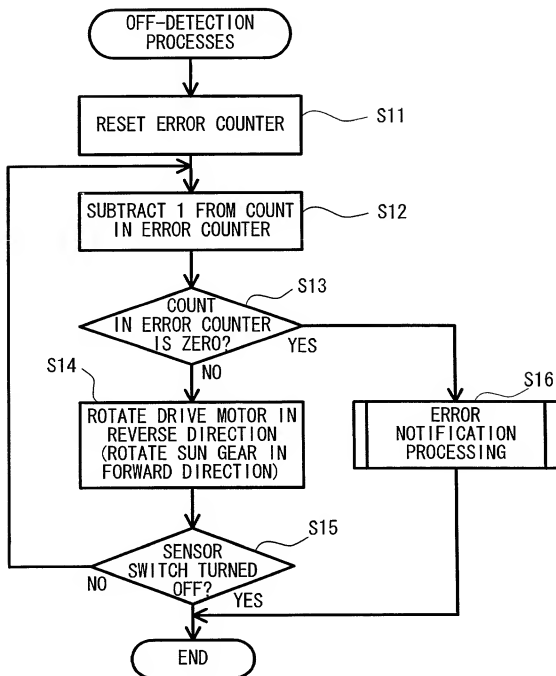 OFF-DETECTION
PROCESSES
RESET ERROR COUNTER
S11
SUBTRACT 1 FROM COUNT
IN ERROR COUNTER
S12
COUNT
IN ERROR COUNTER
IS ZERO?
S13
YES
NO
S14
ROTATE DRIVE MOTOR IN
REVERSE DIRECTION
(ROTATE SUN GEAR IN
FORWARD DIRECTION)
S16
ERROR
NOTIFICATION
PROCESSING
S15
SENSOR
SWITCH TURNED
OFF?
NO
YES
END